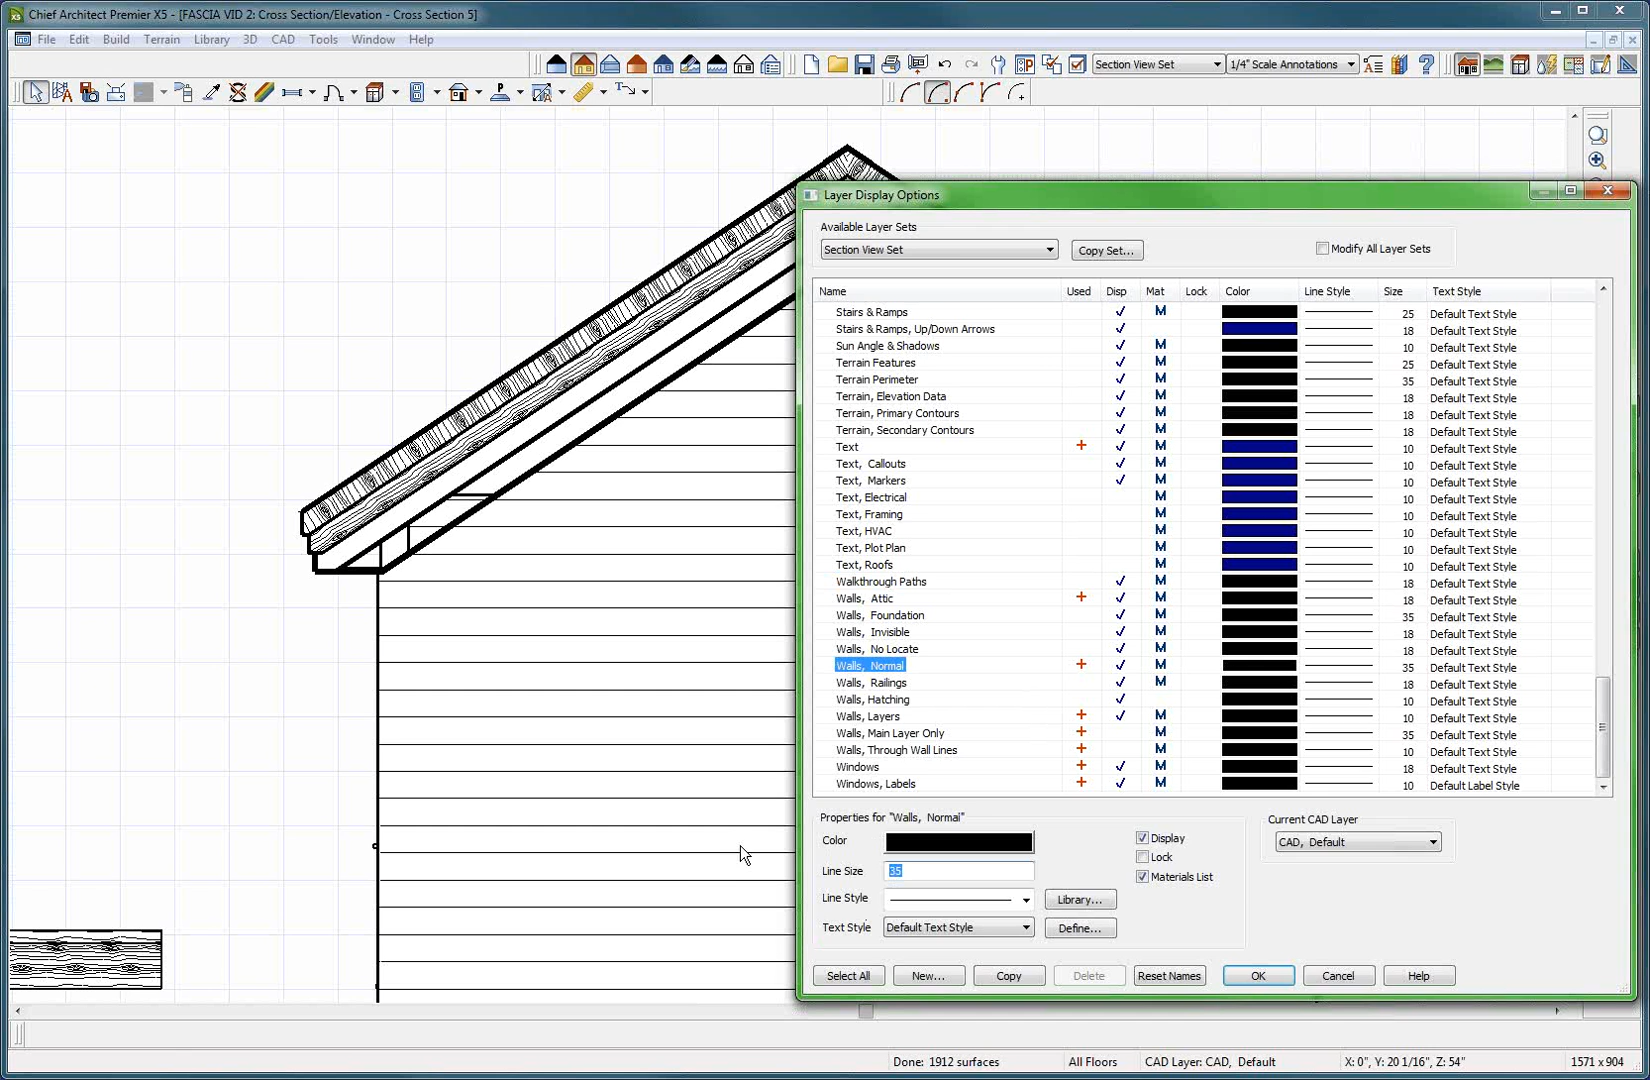 Chief Architect Premier X5 - [FASCIA VID 2: Cross Section/Elevation - Cross Section 5]
File Edit Build Terrain Library 3D CAD Tools Window Help
Section View Set 1/4" Scale Annotations
Layer Display Options
Available Layer Sets
Section View Set Copy Set... Modify All Layer Sets
Name Used Disp Mat Lock Color Line Style Size Text Style
Stairs & Ramps M 25 Default Text Style
Stairs & Ramps, Up/Down Arrows 18 Default Text Style
Sun Angle & Shadows M 10 Default Text Style
Terrain Features M 25 Default Text Style
Terrain Perimeter M 35 Default Text Style
Terrain, Elevation Data M 18 Default Text Style
Terrain, Primary Contours M 18 Default Text Style
Terrain, Secondary Contours M 18 Default Text Style
Text + M 10 Default Text Style
Text, Callouts M 10 Default Text Style
Text, Markers M 10 Default Text Style
Text, Electrical M 10 Default Text Style
Text, Framing M 10 Default Text Style
Text, HVAC M 10 Default Text Style
Text, Plot Plan M 10 Default Text Style
Text, Roofs M 10 Default Text Style
Walkthrough Paths M 18 Default Text Style
Walls, Attic + M 18 Default Text Style
Walls, Foundation M 35 Default Text Style
Walls, Invisible M 18 Default Text Style
Walls, No Locate M 18 Default Text Style
Walls, Normal + M 35 Default Text Style
Walls, Railings M 18 Default Text Style
Walls, Hatching 10 Default Text Style
Walls, Layers + M 10 Default Text Style
Walls, Main Layer Only + M 35 Default Text Style
Walls, Through Wall Lines + M 10 Default Text Style
Windows + M 18 Default Text Style
Windows, Labels + M 10 Default Label Style
Properties for "Walls, Normal"
Color
Line Size 35
Line Style Library...
Text Style Default Text Style Define...
Display
Lock
Materials List
Current CAD Layer
CAD, Default
Select All New... Copy Delete Reset Names OK Cancel Help
Done: 1912 surfaces All Floors CAD Layer: CAD, Default X: 0", Y: 20 1/16", Z: 54" 1571 x 904